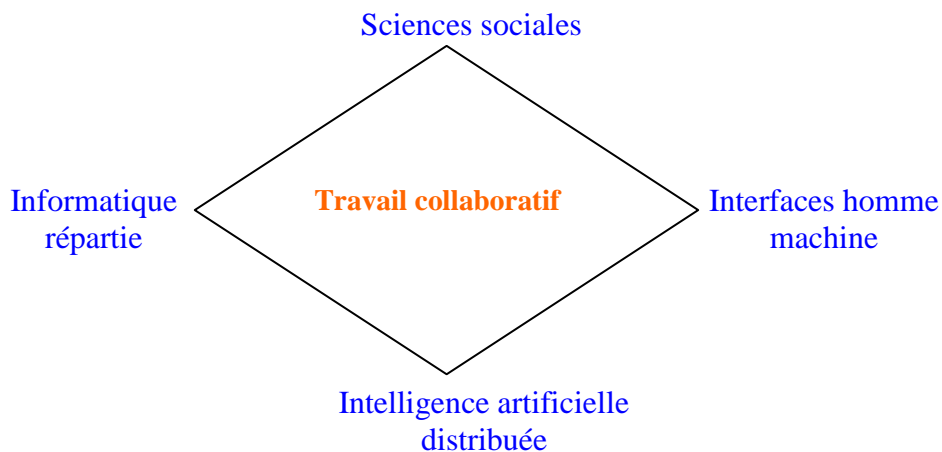 Sciences sociales
Informatique
répartie
Travail collaboratif
Interfaces homme
machine
Intelligence artificielle
distribuée